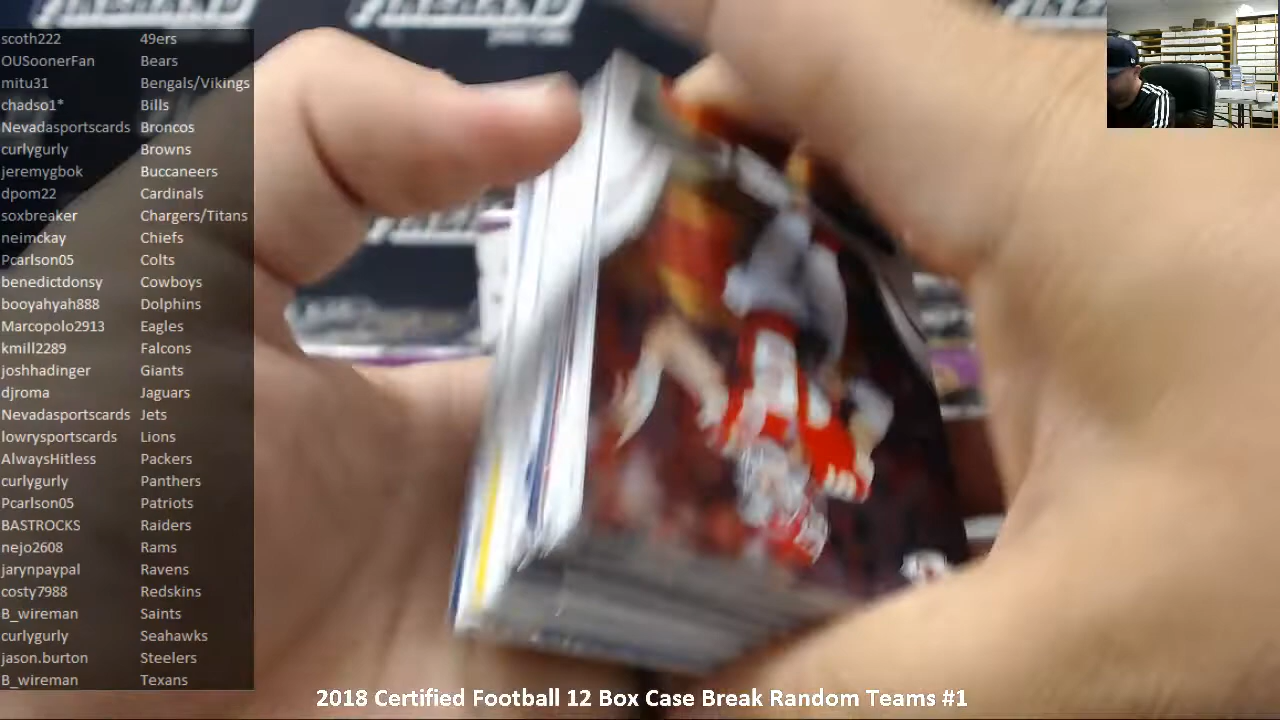 scoth222 49ers
OUSoonerFan Bears
mitu31 Bengals/Vikings
chadso1* Bills
Nevadasportscards Broncos
curlygurly Browns
jeremygbok Buccaneers
dpom22 Cardinals
soxbreaker Chargers/Titans
neimckay Chiefs
Pcarlson05 Colts
benedictdonsy Cowboys
booyahyah888 Dolphins
Marcopolo2913 Eagles
kmill2289 Falcons
joshhadinger Giants
djroma Jaguars
Nevadasportscards Jets
lowrysportscards Lions
AlwaysHitless Packers
curlygurly Panthers
Pcarlson05 Patriots
BASTROCKS Raiders
nejo2608 Rams
jarynpaypal Ravens
costy7988 Redskins
B_wireman Saints
curlygurly Seahawks
jason.burton Steelers
B_wireman Texans
2018 Certified Football 12 Box Case Break Random Teams #1